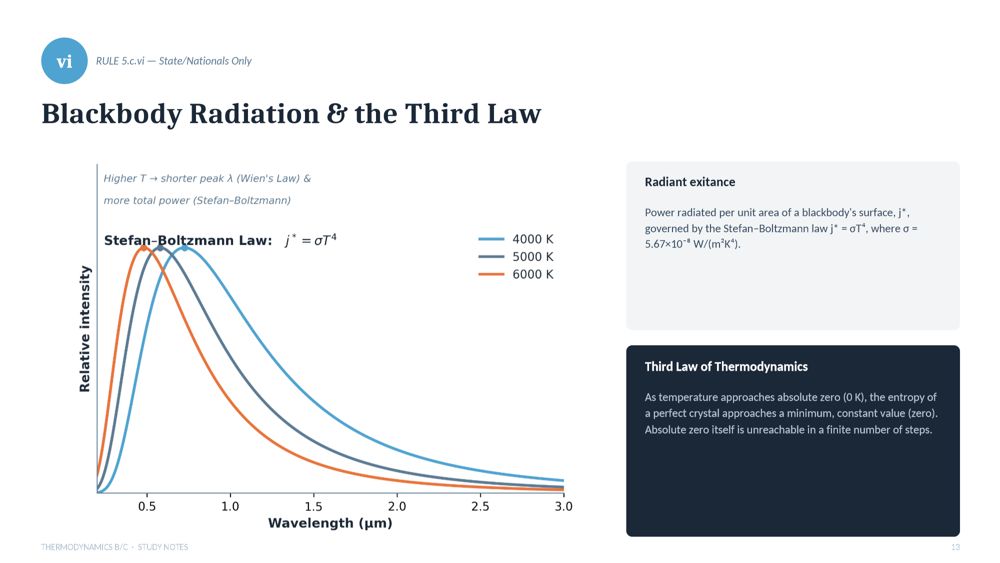 vi
RULE 5.c.vi — State/Nationals Only
Blackbody Radiation & the Third Law
Higher T → shorter peak λ (Wien's Law) &
more total power (Stefan–Boltzmann)
Stefan–Boltzmann Law: j* = σT⁴
4000 K
5000 K
6000 K
Relative intensity
0.5 1.0 1.5 2.0 2.5 3.0
Wavelength (μm)
Radiant exitance
Power radiated per unit area of a blackbody's surface, j*,
governed by the Stefan–Boltzmann law j* = σT⁴, where σ =
5.67×10⁻⁸ W/(m²K⁴).
Third Law of Thermodynamics
As temperature approaches absolute zero (0 K), the entropy of
a perfect crystal approaches a minimum, constant value (zero).
Absolute zero itself is unreachable in a finite number of steps.
THERMODYNAMICS B/C · STUDY NOTES
13